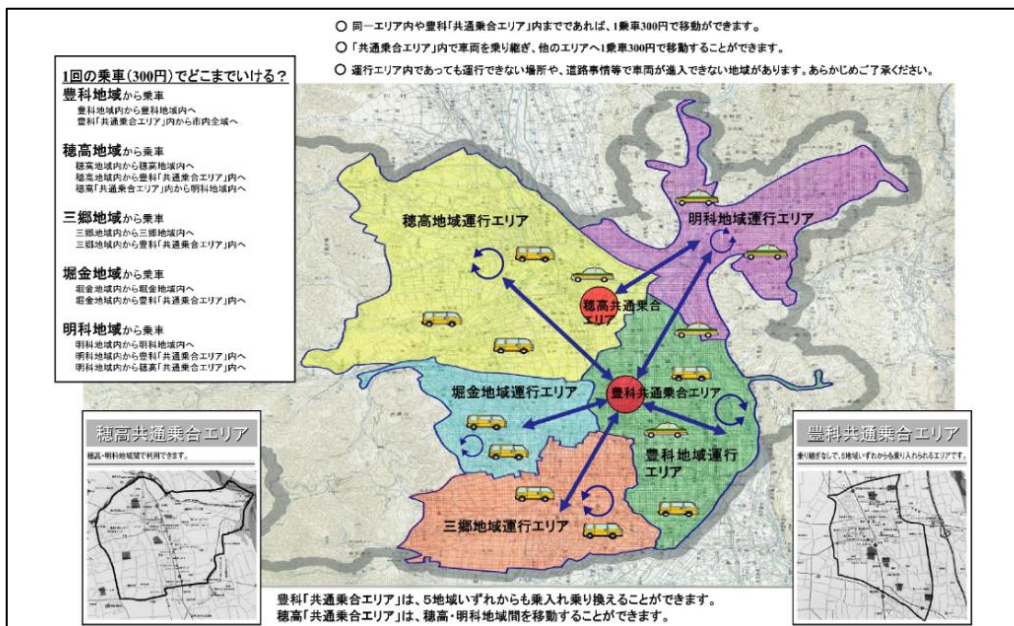 ○ 同一エリア内や豊科「共通乗合エリア」内までであれば、1乗車300円で移動ができます。
○ 「共通乗合エリア」内で車両を乗り継ぎ、他のエリアへ1乗車300円で移動することができます。
○ 運行エリア内であっても運行できない場所や、道路事情等で車両が進入できない地域があります。あらかじめご了承ください。
1回の乗車(300円)でどこまでいける?
豊科地域から乗車
豊科地域内から豊科地域内へ
豊科「共通乗合エリア」内から市内全域へ
穂高地域から乗車
穂高地域内から穂高地域内へ
穂高地域内から豊科「共通乗合エリア」内へ
穂高「共通乗合エリア」内から明科地域内へ
三郷地域から乗車
三郷地域内から三郷地域内へ
三郷地域内から豊科「共通乗合エリア」内へ
堀金地域から乗車
堀金地域内から堀金地域内へ
堀金地域内から豊科「共通乗合エリア」内へ
明科地域から乗車
明科地域内から明科地域内へ
明科地域内から豊科「共通乗合エリア」内へ
明科地域内から穂高「共通乗合エリア」内へ
穂高地域運行エリア
明科地域運行エリア
穂高共通乗合
エリア
堀金地域運行エリア
豊科共通乗合エリア
豊科地域運行
エリア
三郷地域運行エリア
穂高共通乗合エリア
穂高・明科地域間で利用できます。
豊科共通乗合エリア
乗り継ぎなしで、5地域いずれからも乗り入れられるエリアです。
豊科「共通乗合エリア」は、5地域いずれからも乗入れ乗り換えることができます。
穂高「共通乗合エリア」は、穂高・明科地域間を移動することができます。